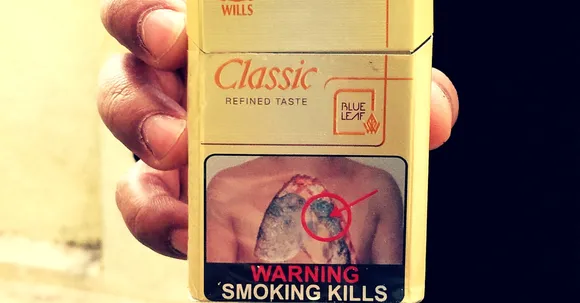 WILLS
Classic
REFINED TASTE
BLUE
LEAF
WARNING
SMOKING KILLS